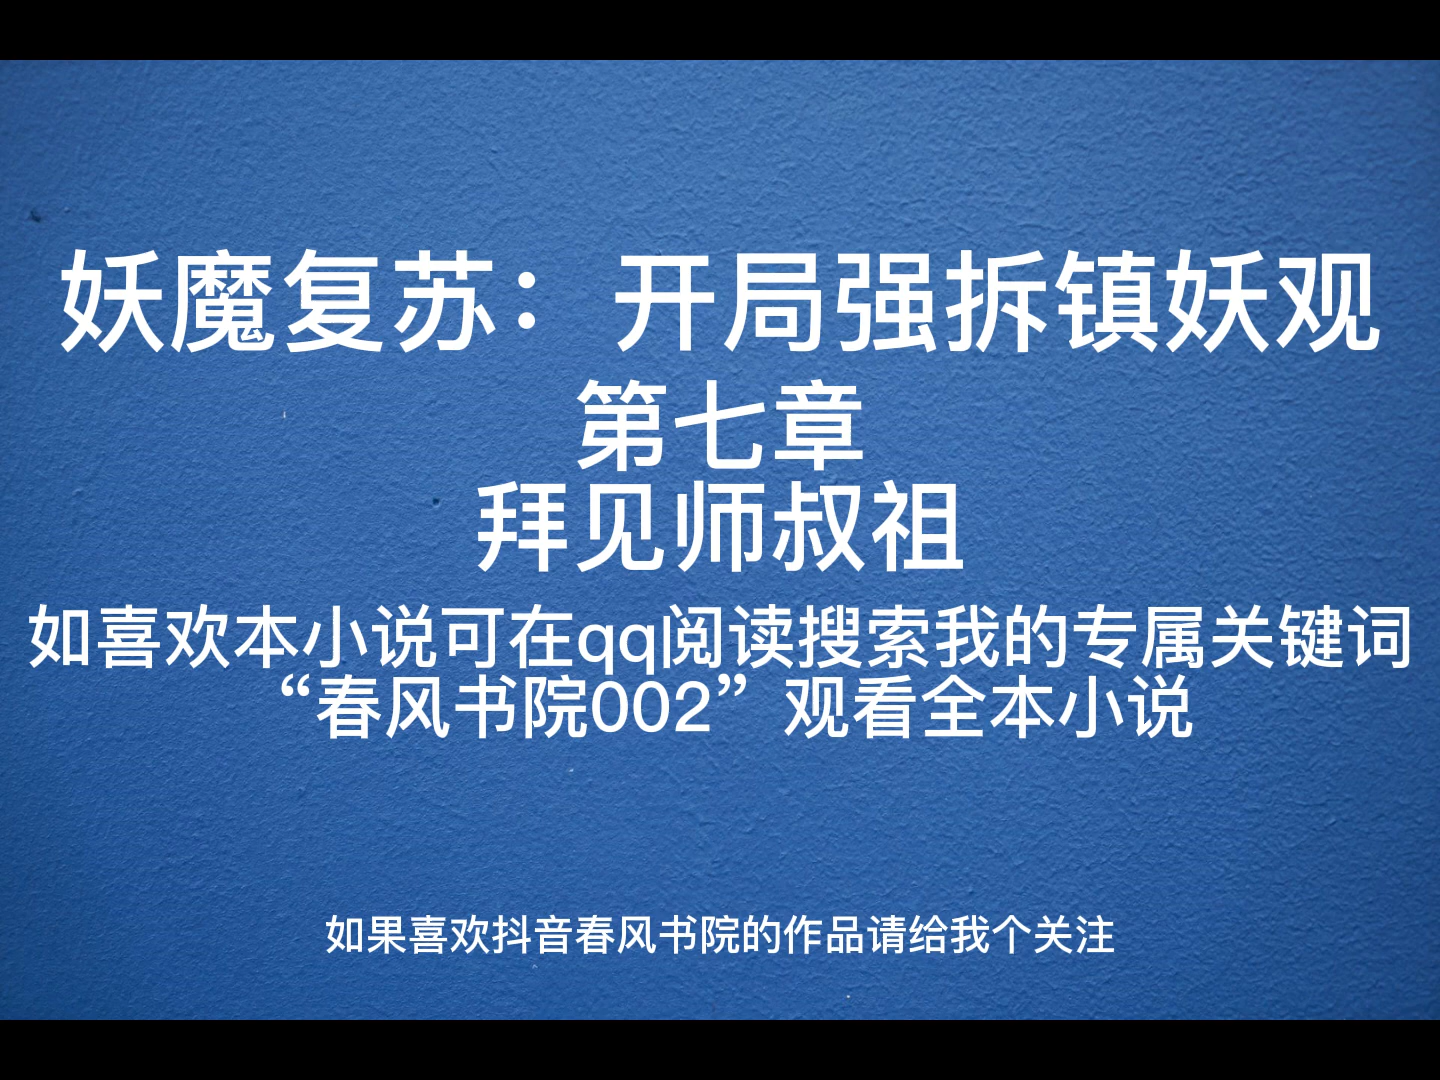 妖魔复苏：开局强拆镇妖观
第七章
拜见师叔祖
如喜欢本小说可在qq阅读搜索我的专属关键词
“春风书院002”观看全本小说
如果喜欢抖音春风书院的作品请给我个关注